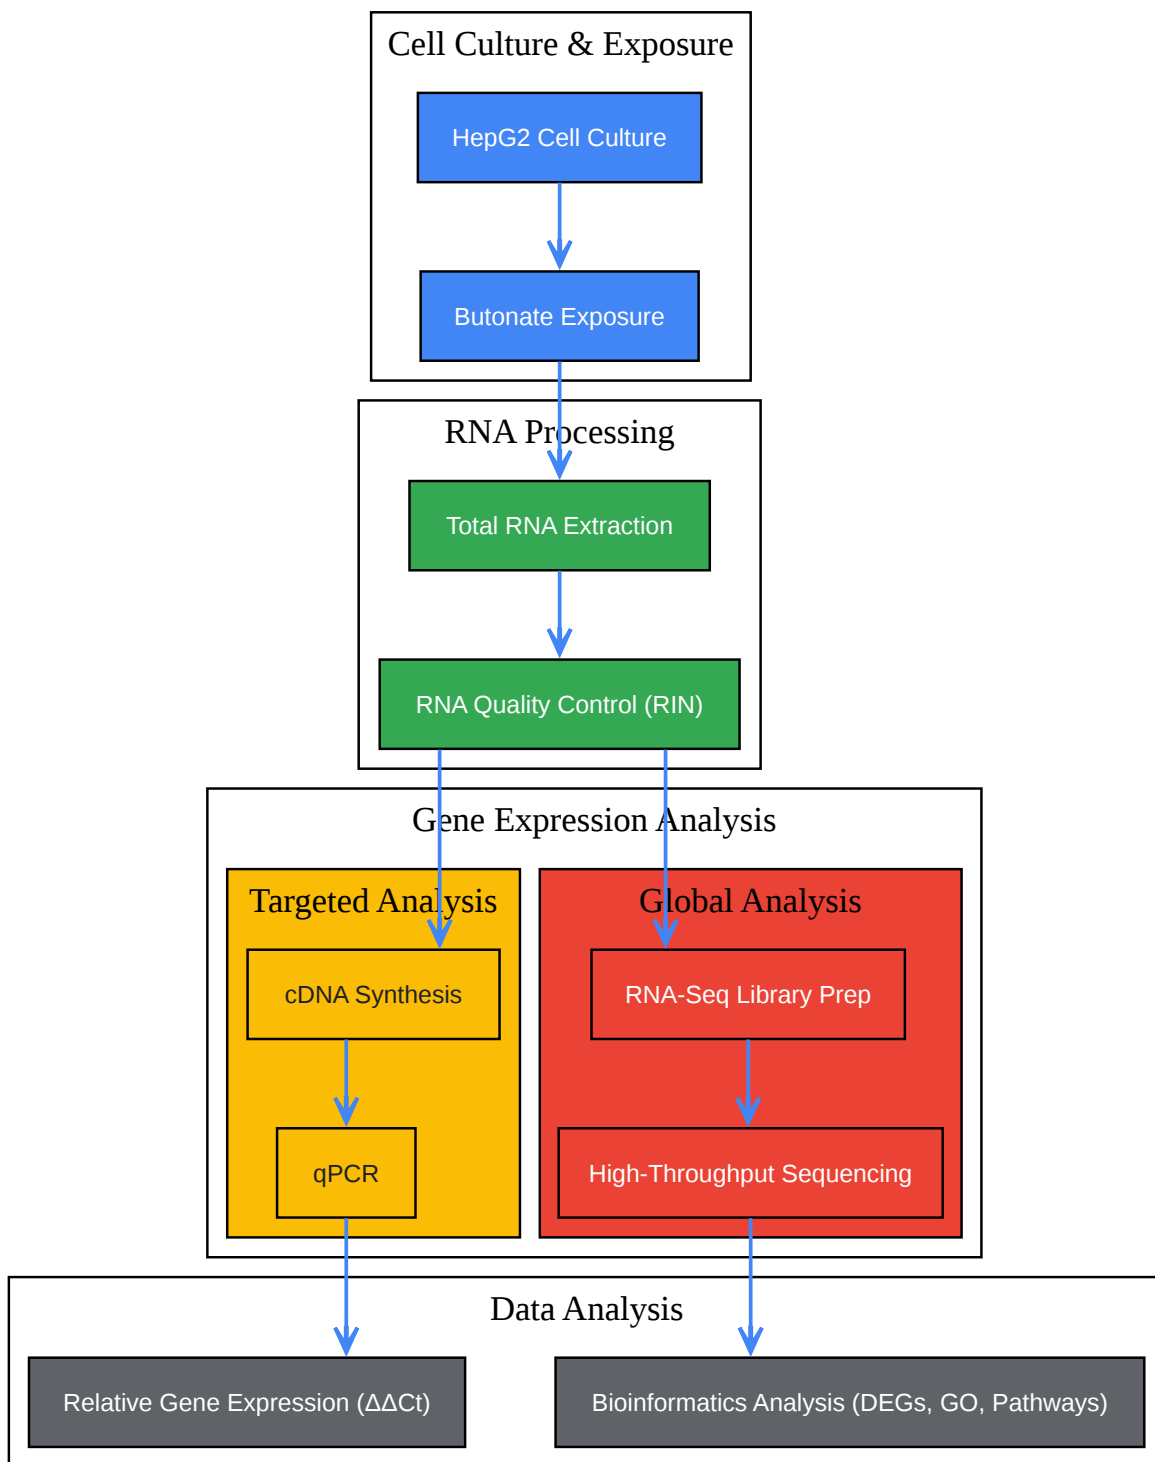 Cell Culture & Exposure
HepG2 Cell Culture
Butonate Exposure
RNA Processing
Total RNA Extraction
RNA Quality Control (RIN)
Gene Expression Analysis
Targeted Analysis
Global Analysis
cDNA Synthesis
RNA-Seq Library Prep
qPCR
High-Throughput Sequencing
Data Analysis
Relative Gene Expression (ΔΔCt)
Bioinformatics Analysis (DEGs, GO, Pathways)